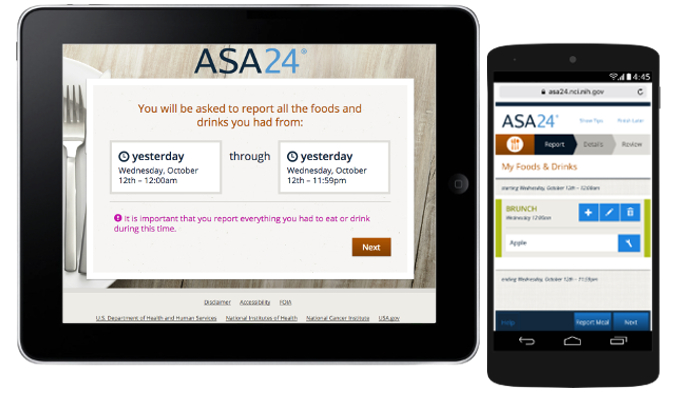 ASA24®
You will be asked to report all the foods and
drinks you had from:
yesterday
Wednesday, October
12th – 12:00am
through
yesterday
Wednesday, October
12th – 11:59pm
It is important that you report everything you had to eat or drink
during this time.
Next
Disclaimer Accessibility FOIA
U.S. Department of Health and Human Services National Institutes of Health National Cancer Institute USA.gov
4:45
asa24.nci.nih.gov
ASA24®
Show Tips Finish Later
Report Details Review
My Foods & Drinks
starting Wednesday, October 12th – 12:00am
BRUNCH
Wednesday 12:00am
Apple
ending Wednesday, October 12th – 11:59pm
Help Report Meal Next